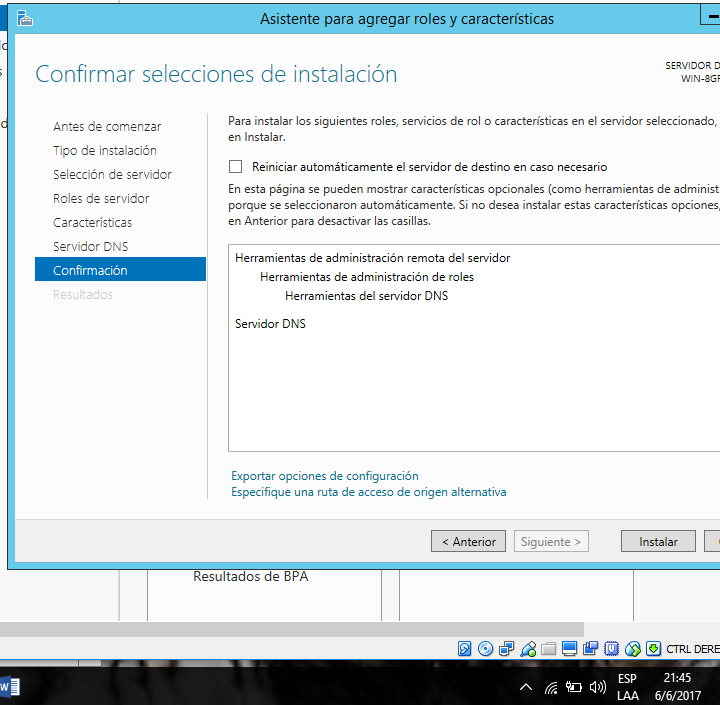 Asistente para agregar roles y características
Confirmar selecciones de instalación
SERVIDOR D
WIN-8GF
Antes de comenzar
Tipo de instalación
Selección de servidor
Roles de servidor
Características
Servidor DNS
Confirmación
Resultados
Para instalar los siguientes roles, servicios de rol o características en el servidor seleccionado,
en Instalar.
Reiniciar automáticamente el servidor de destino en caso necesario
En esta página se pueden mostrar características opcionales (como herramientas de administ
porque se seleccionaron automáticamente. Si no desea instalar estas características opciones,
en Anterior para desactivar las casillas.
Herramientas de administración remota del servidor
Herramientas de administración de roles
Herramientas del servidor DNS
Servidor DNS
Exportar opciones de configuración
Especifique una ruta de acceso de origen alternativa
< Anterior
Siguiente >
Instalar
Resultados de BPA
CTRL DERE
ESP
LAA
21:45
6/6/2017